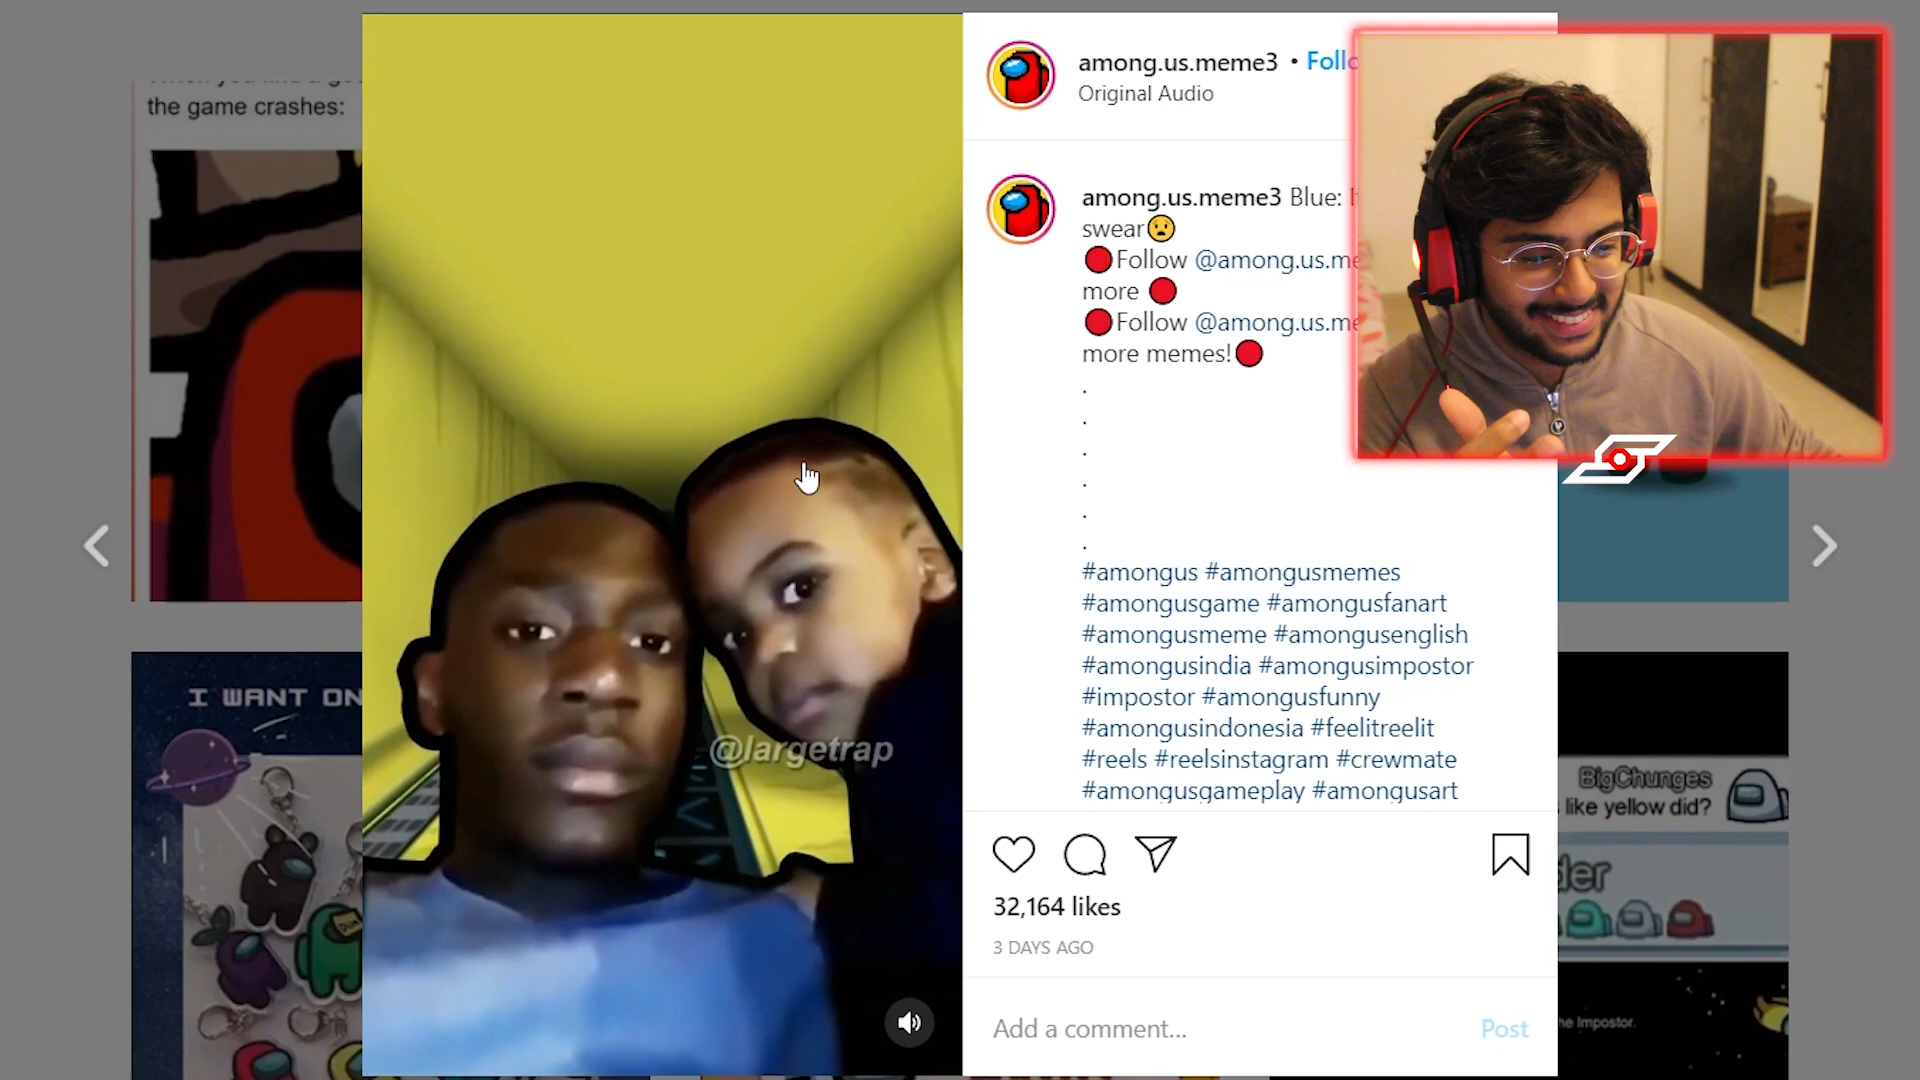 the game crashes:
among.us.meme3 • Follo
Original Audio
among.us.meme3 Blue:
swear😧
🔴Follow @among.us.me
more 🔴
🔴Follow @among.us.me
more memes!🔴
.
.
.
.
.
.
#amongus #amongusmemes
#amongusgame #amongusfanart
#amongusmeme #amongusenglish
#amongusindia #amongusimpostor
#impostor #amongusfunny
#amongusindonesia #feelitreelit
#reels #reelsinstagram #crewmate
#amongusgameplay #amongusart
32,164 likes
3 DAYS AGO
Add a comment...
Post
@largetrap
I WANT ON
BigChunges
like yellow did?
der
he Impostor.